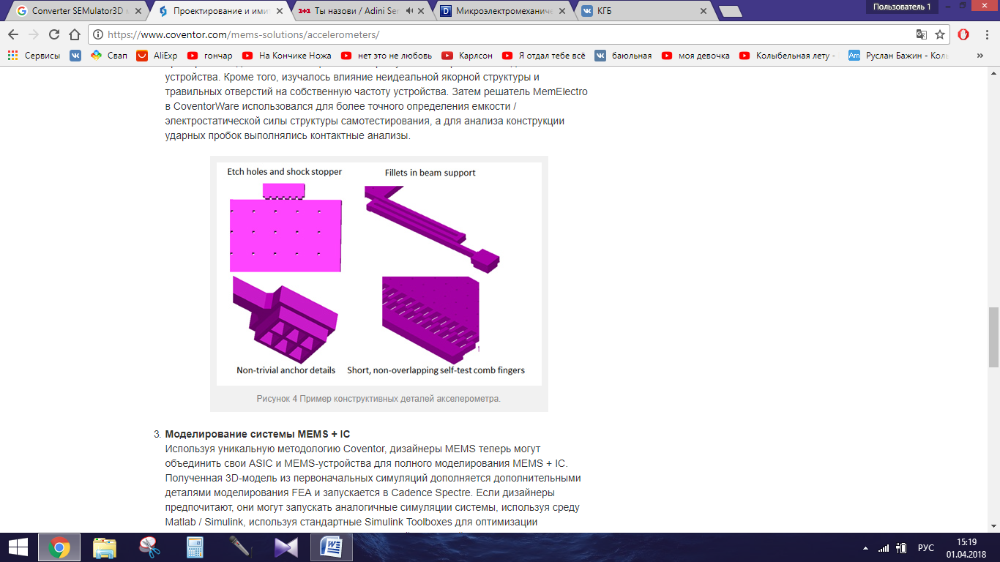 Converter SEMulator3D
Проектирование и ими
Ты назови / Adini Ser
Микроэлектромеханиче
КГБ
Пользователь 1
https://www.coventor.com/mems-solutions/accelerometers/
Сервисы
Свап
AliExp
гончар
На Кончике Ножа
нет это не любовь
Карлсон
Я отдал тебе всё
баюльная
моя девочка
Колыбельная лету -
Am Руслан Бажин - Коль
»
устройства. Кроме того, изучалось влияние неидеальной якорной структуры и
травильных отверстий на собственную частоту устройства. Затем решатель MemElectro
в CoventorWare использовался для более точного определения емкости /
электростатической силы структуры самотестирования, а для анализа конструкции
ударных пробок выполнялись контактные анализы.
Etch holes and shock stopper
Fillets in beam support
Non-trivial anchor details
Short, non-overlapping self-test comb fingers
Рисунок 4 Пример конструктивных деталей акселерометра.
3. Моделирование системы MEMS + IC
Используя уникальную методологию Coventor, дизайнеры MEMS теперь могут
объединить свои ASIC и MEMS-устройства для полного моделирования MEMS + IC.
Полученная 3D-модель из первоначальных симуляций дополняется дополнительными
деталями моделирования FEA и запускается в Cadence Spectre. Если дизайнеры
предпочитают, они могут запускать аналогичные симуляции системы, используя среду
Matlab / Simulink, используя стандартные Simulink Toolboxes для оптимизации
РУС
15:19
01.04.2018